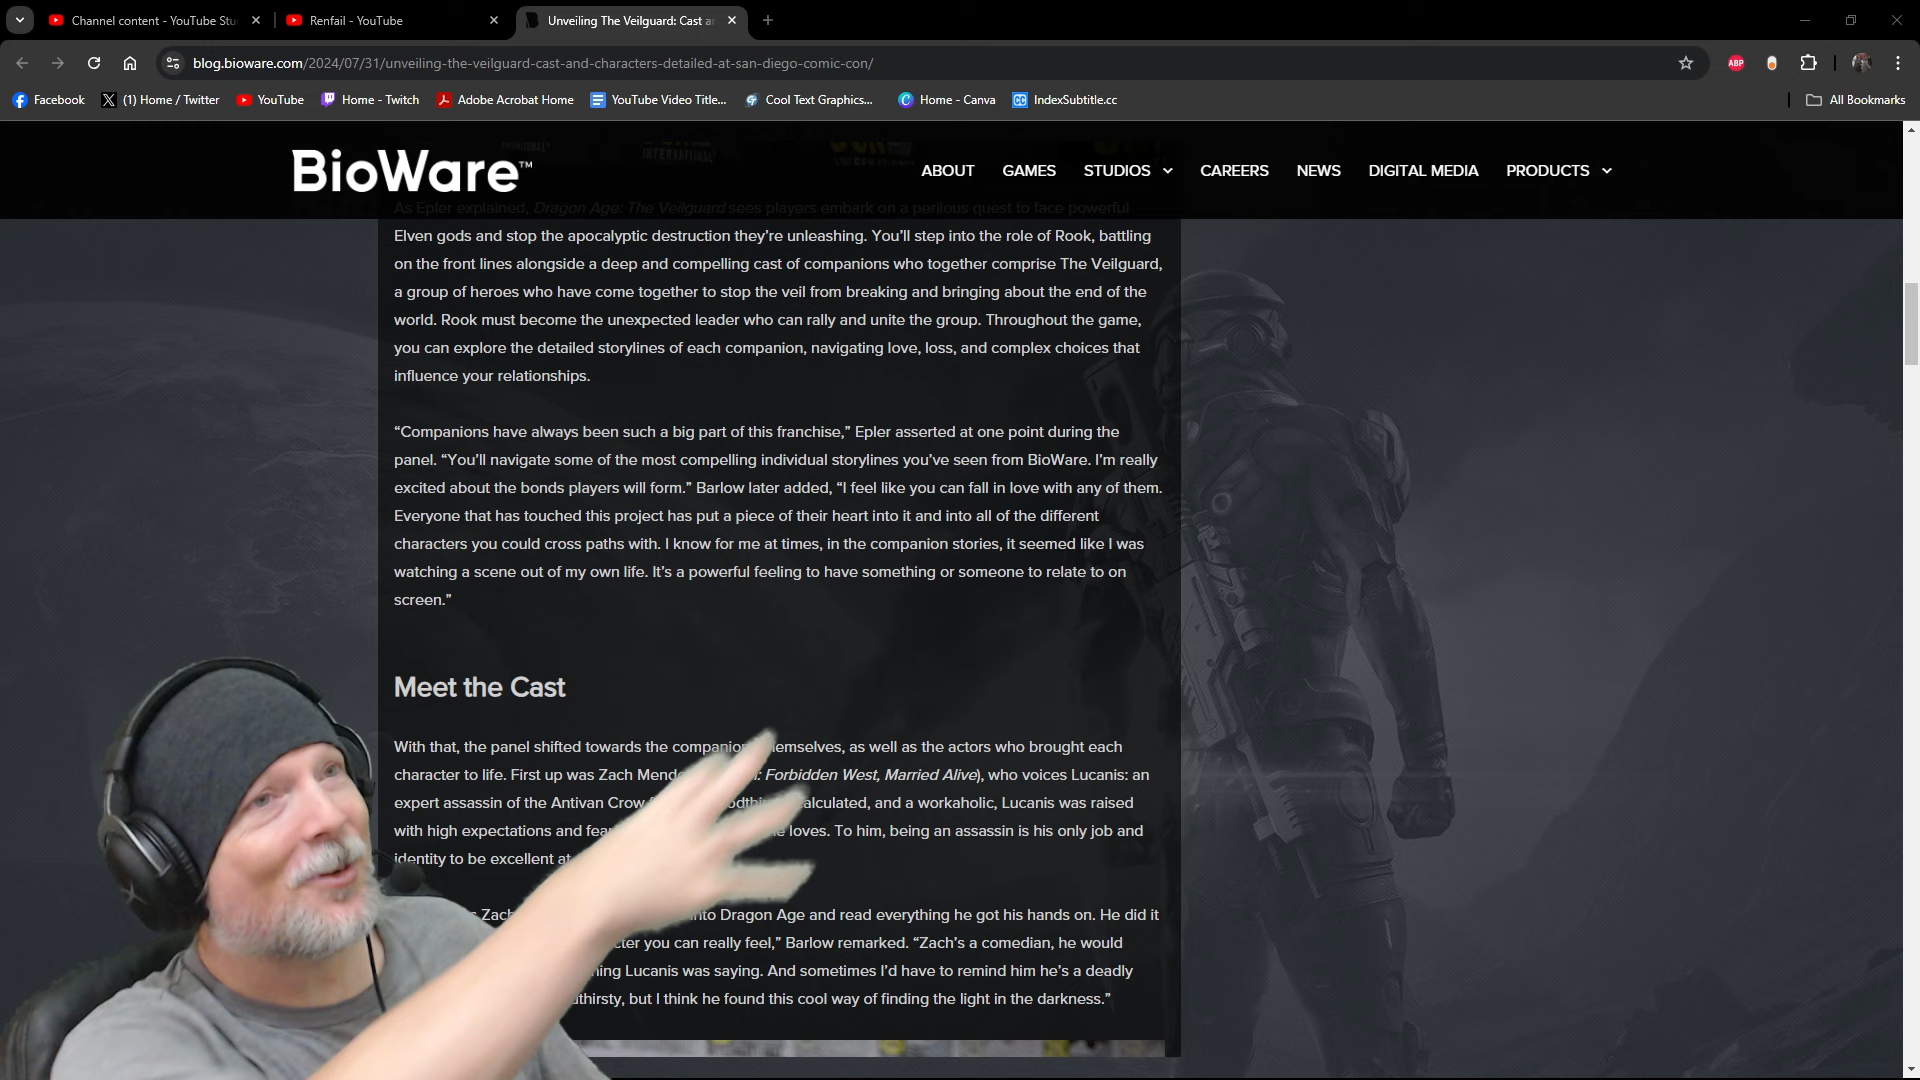 Channel content - YouTube Stu
Renfail - YouTube
Unveiling The Veilguard: Cast a
blog.bioware.com/2024/07/31/unveiling-the-veilguard-cast-and-characters-detailed-at-san-diego-comic-con/
ABP
Facebook
(1) Home / Twitter
YouTube
Home - Twitch
Adobe Acrobat Home
YouTube Video Title...
Cool Text Graphics...
Home - Canva
IndexSubtitle.cc
All Bookmarks
BioWare™
ABOUT
GAMES
STUDIOS
CAREERS
NEWS
DIGITAL MEDIA
PRODUCTS
INTERNATIONAL
As Epler explained, Dragon Age: The Veilguard sees players embark on a perilous quest to face powerful
Elven gods and stop the apocalyptic destruction they’re unleashing. You’ll step into the role of Rook, battling
on the front lines alongside a deep and compelling cast of companions who together comprise The Veilguard,
a group of heroes who have come together to stop the veil from breaking and bringing about the end of the
world. Rook must become the unexpected leader who can rally and unite the group. Throughout the game,
you can explore the detailed storylines of each companion, navigating love, loss, and complex choices that
influence your relationships.
“Companions have always been such a big part of this franchise,” Epler asserted at one point during the
panel. “You’ll navigate some of the most compelling individual storylines you’ve seen from BioWare. I’m really
excited about the bonds players will form.” Barlow later added, “I feel like you can fall in love with any of them.
Everyone that has touched this project has put a piece of their heart into it and into all of the different
characters you could cross paths with. I know for me at times, in the companion stories, it seemed like I was
watching a scene out of my own life. It’s a powerful feeling to have something or someone to relate to on
screen.”
Meet the Cast
With that, the panel shifted towards the companion emselves, as well as the actors who brought each
character to life. First up was Zach Mend : Forbidden West, Married Alive), who voices Lucanis: an
expert assassin of the Antivan Crow alculated, and a workaholic, Lucanis was raised
with high expectations and fea loves. To him, being an assassin is his only job and
identity to be excellent at
Zach nto Dragon Age and read everything he got his hands on. He did it
cter you can really feel,” Barlow remarked. “Zach’s a comedian, he would
ning Lucanis was saying. And sometimes I’d have to remind him he’s a deadly
dthirsty, but I think he found this cool way of finding the light in the darkness.”